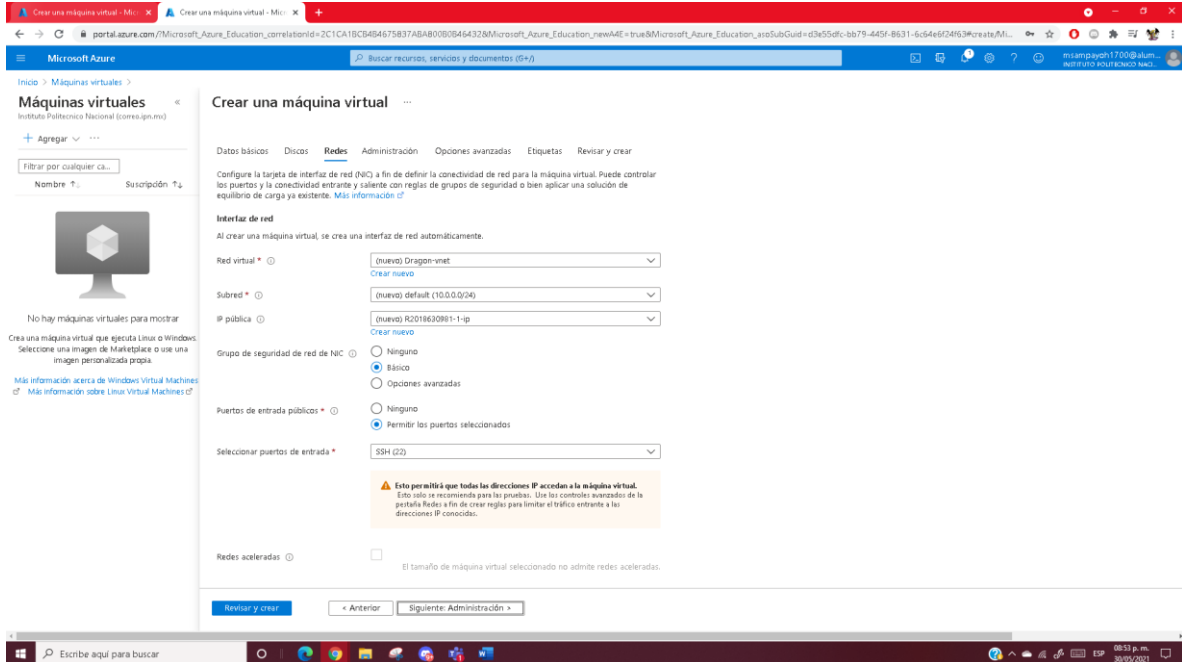 Crear una máquina virtual - Micr
Crear una máquina virtual - Micr
portal.azure.com/?Microsoft_Azure_Education_correlationId=2C1CA1BCB4B4675B37ABA800B0B46432&Microsoft_Azure_Education_newA4E=true&Microsoft_Azure_Education_asoSubGuid=d3e55dfc-bb79-445f-8631-6c64e6f24f63#create/Mi...
Microsoft Azure
Buscar recursos, servicios y documentos (G+/)
msampayoh1700@alum...
INSTITUTO POLITECNICO NACI...
Inicio > Máquinas virtuales >
Máquinas virtuales
Instituto Politecnico Nacional (correo.ipn.mx)
Agregar
Filtrar por cualquier ca...
Nombre Suscripción
No hay máquinas virtuales para mostrar
Crea una máquina virtual que ejecuta Linux o Windows.
Seleccione una imagen de Marketplace o use una
imagen personalizada propia.
Más información acerca de Windows Virtual Machines
Más información sobre Linux Virtual Machines
Crear una máquina virtual ...
Datos básicos Discos Redes Administración Opciones avanzadas Etiquetas Revisar y crear
Configure la tarjeta de interfaz de red (NIC) a fin de definir la conectividad de red para la máquina virtual. Puede controlar
los puertos y la conectividad entrante y saliente con reglas de grupos de seguridad o bien aplicar una solución de
equilibrio de carga ya existente. Más información
Interfaz de red
Al crear una máquina virtual, se crea una interfaz de red automáticamente.
Red virtual * (nuevo) Dragon-vnet
Crear nuevo
Subred * (nuevo) default (10.0.0.0/24)
IP pública (nuevo) R2018630981-1-ip
Crear nuevo
Grupo de seguridad de red de NIC Ninguno
Básico
Opciones avanzadas
Puertos de entrada públicos * Ninguno
Permitir los puertos seleccionados
Seleccionar puertos de entrada * SSH (22)
Esto permitirá que todas las direcciones IP accedan a la máquina virtual.
Esto solo se recomienda para las pruebas. Use los controles avanzados de la
pestaña Redes a fin de crear reglas para limitar el tráfico entrante a las
direcciones IP conocidas.
Redes aceleradas
El tamaño de máquina virtual seleccionado no admite redes aceleradas.
Revisar y crear < Anterior Siguiente: Administración >
Escribe aquí para buscar
ESP
08:53 p. m.
30/05/2021